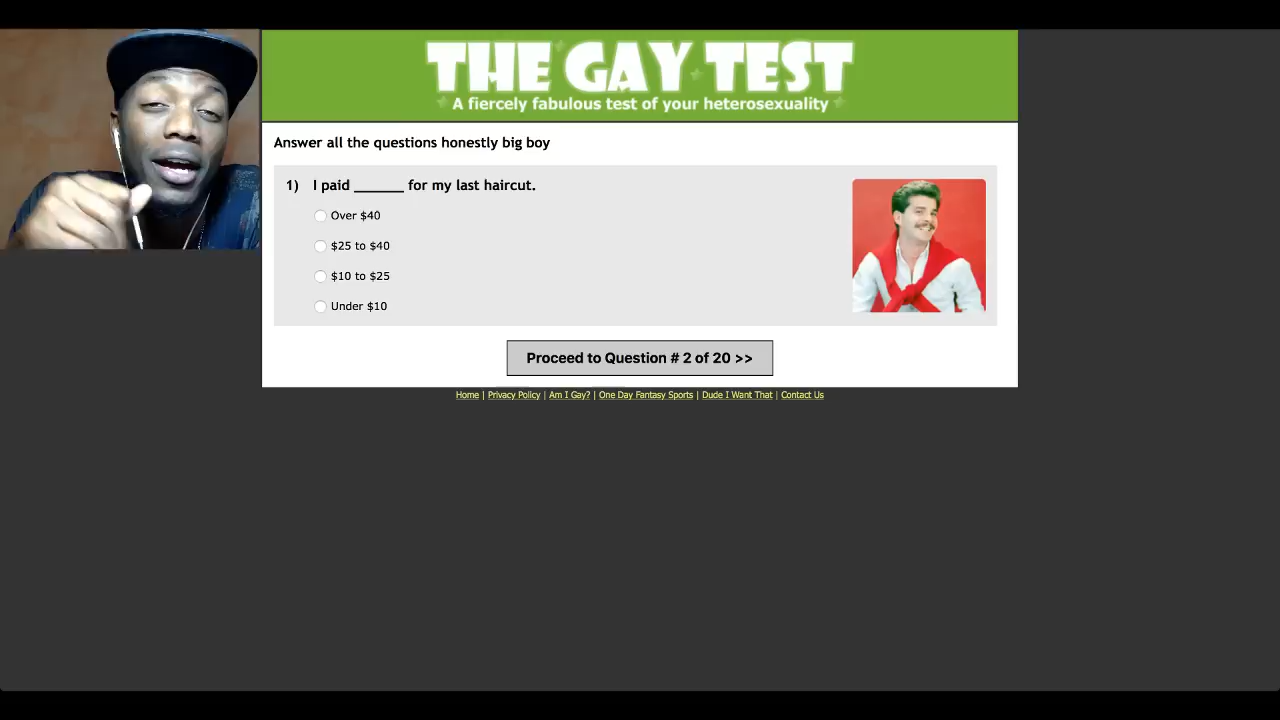 THE GAY TEST
A fiercely fabulous test of your heterosexuality
Answer all the questions honestly big boy
1) I paid ______ for my last haircut.
Over $40
$25 to $40
$10 to $25
Under $10
Proceed to Question # 2 of 20 >>
Home | Privacy Policy | Am I Gay? | One Day Fantasy Sports | Dude I Want That | Contact Us